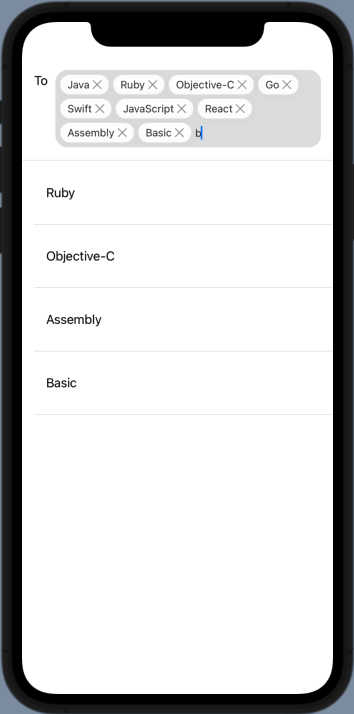 To Java Ruby Objective-C Go
Swift JavaScript React
Assembly Basic b
Ruby
Objective-C
Assembly
Basic